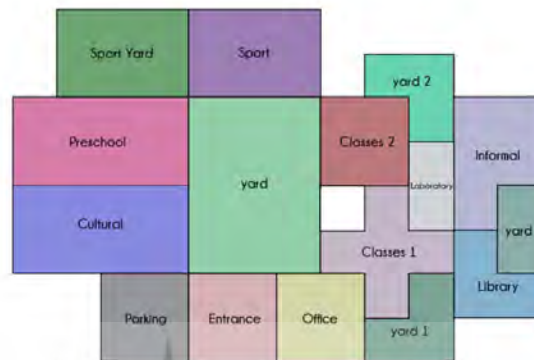 Sport Yard
Sport
yard 2
Preschool
yard
Classes 2
Laboratory
Informal
Cultural
Classes 1
yard
Library
Parking
Entrance
Office
yard 1